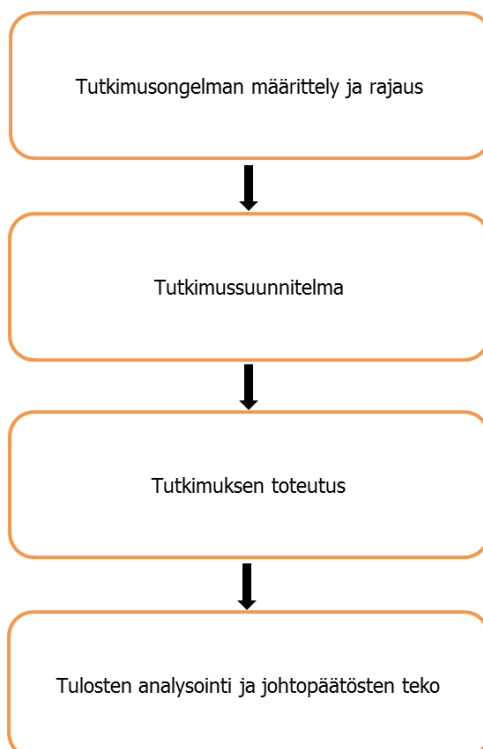 Tutkimusongelman määrittely ja rajaus
Tutkimussuunnitelma
Tutkimuksen toteutus
Tulosten analysointi ja johtopäätösten teko